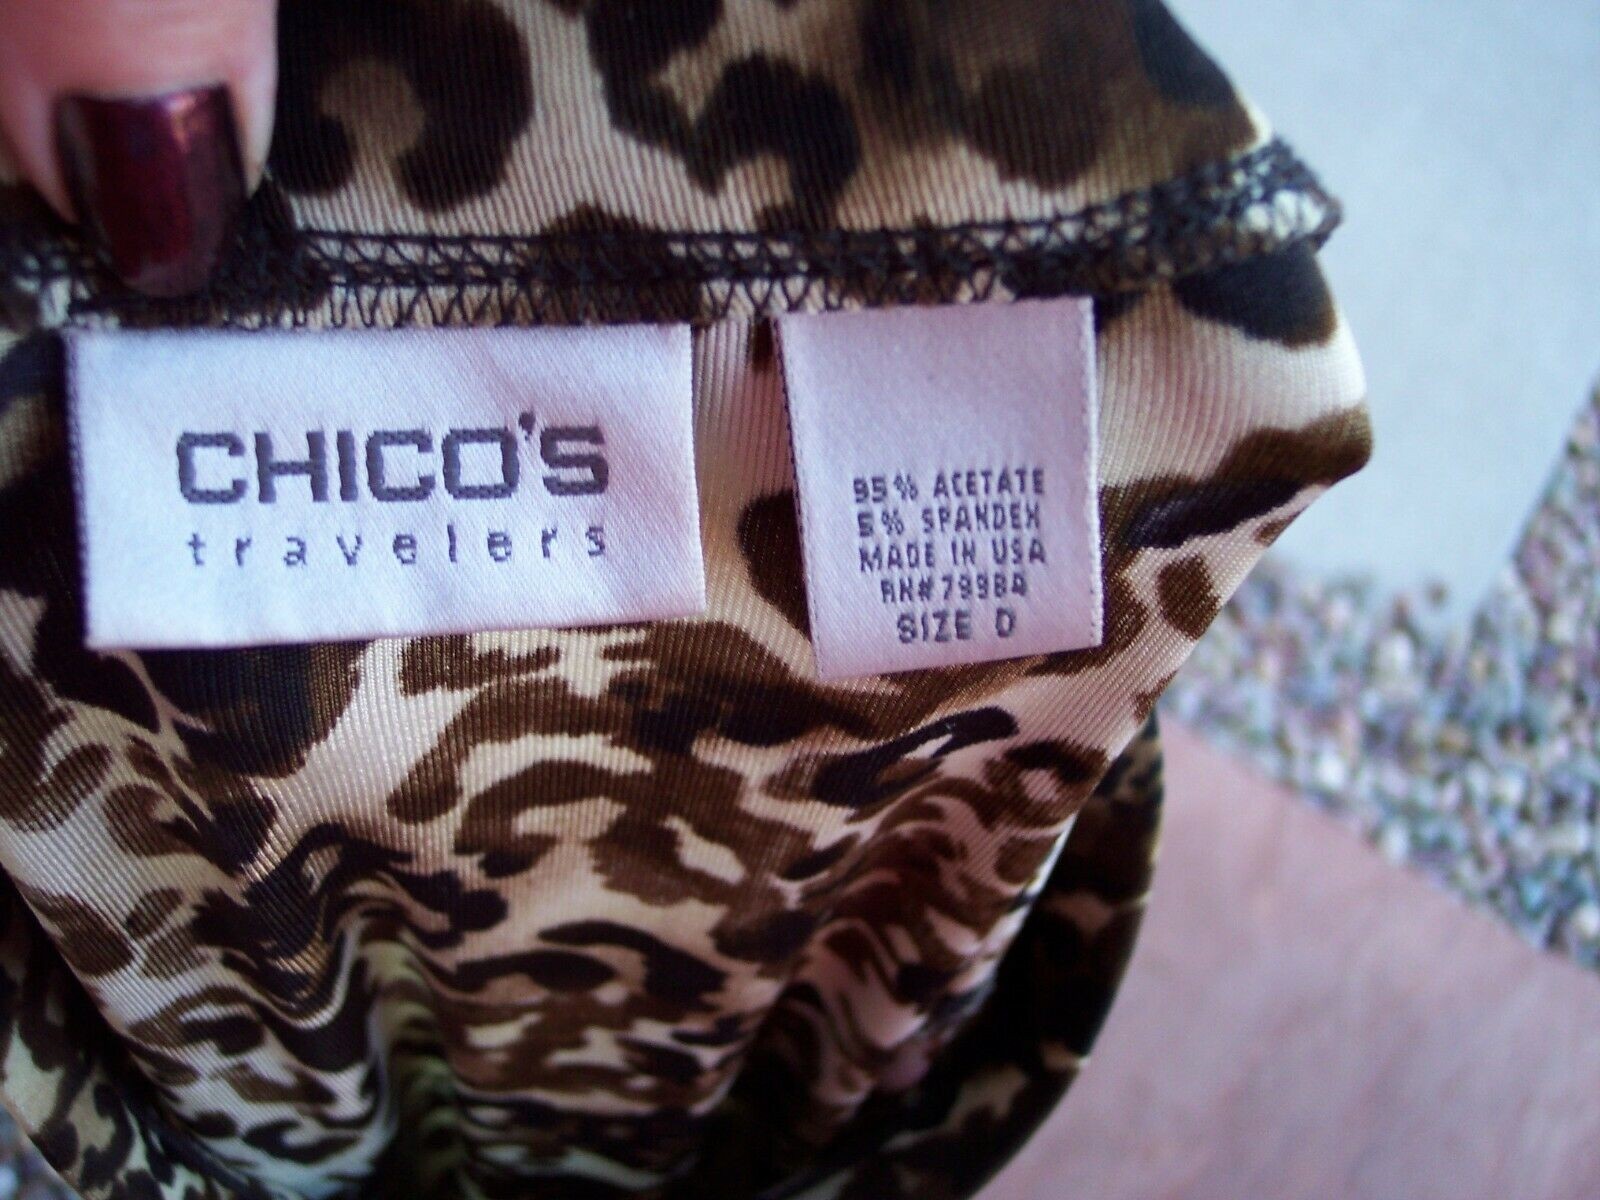 CHICO'S
travelers
95% ACETATE
5% SPANDEX
MADE IN USA
RN#79984
SIZE 0